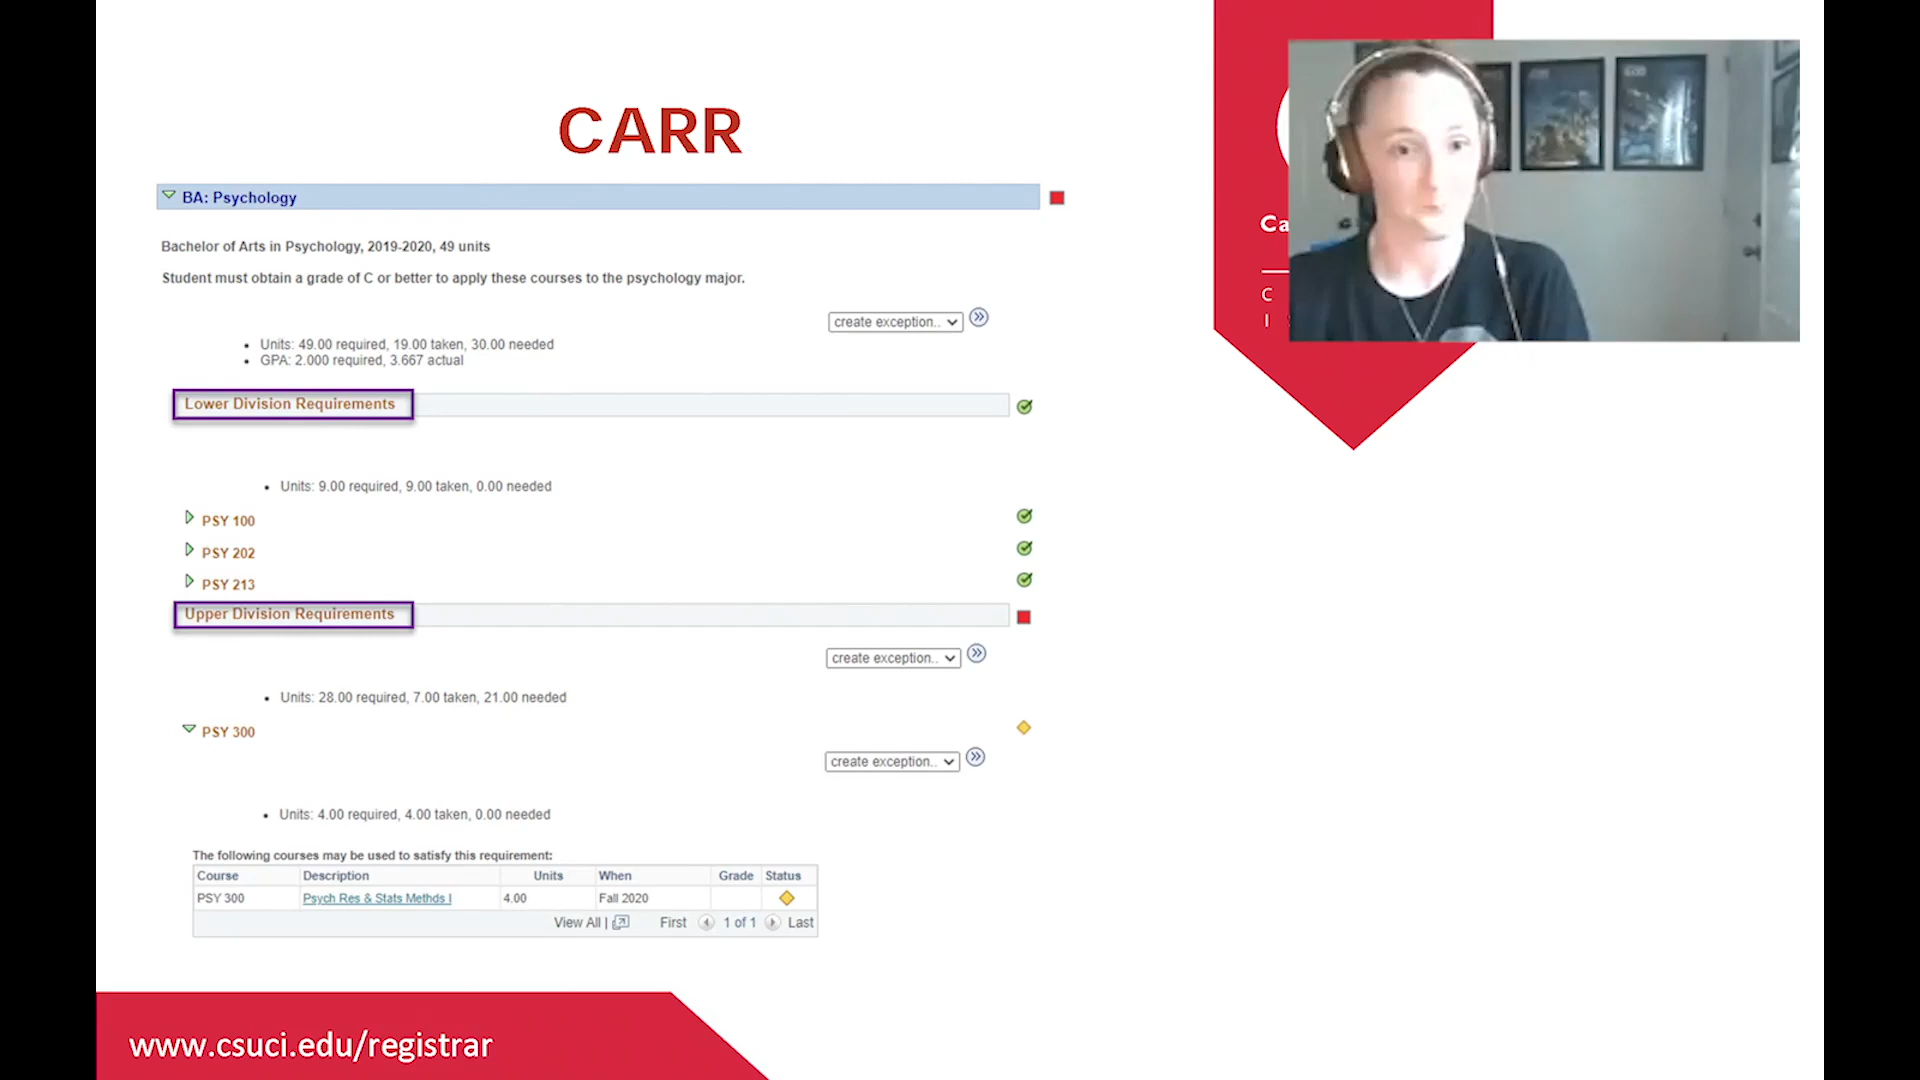 CARR
BA: Psychology
Bachelor of Arts in Psychology, 2019-2020, 49 units
Student must obtain a grade of C or better to apply these courses to the psychology major.
create exception..
• Units: 49.00 required, 19.00 taken, 30.00 needed
• GPA: 2.000 required, 3.667 actual
Lower Division Requirements
• Units: 9.00 required, 9.00 taken, 0.00 needed
PSY 100
PSY 202
PSY 213
Upper Division Requirements
create exception..
• Units: 28.00 required, 7.00 taken, 21.00 needed
PSY 300
create exception..
• Units: 4.00 required, 4.00 taken, 0.00 needed
The following courses may be used to satisfy this requirement:
Course Description Units When Grade Status
PSY 300 Psych Res & Stats Methds I 4.00 Fall 2020
View All | First 1 of 1 Last
www.csuci.edu/registrar
Ca
C
I